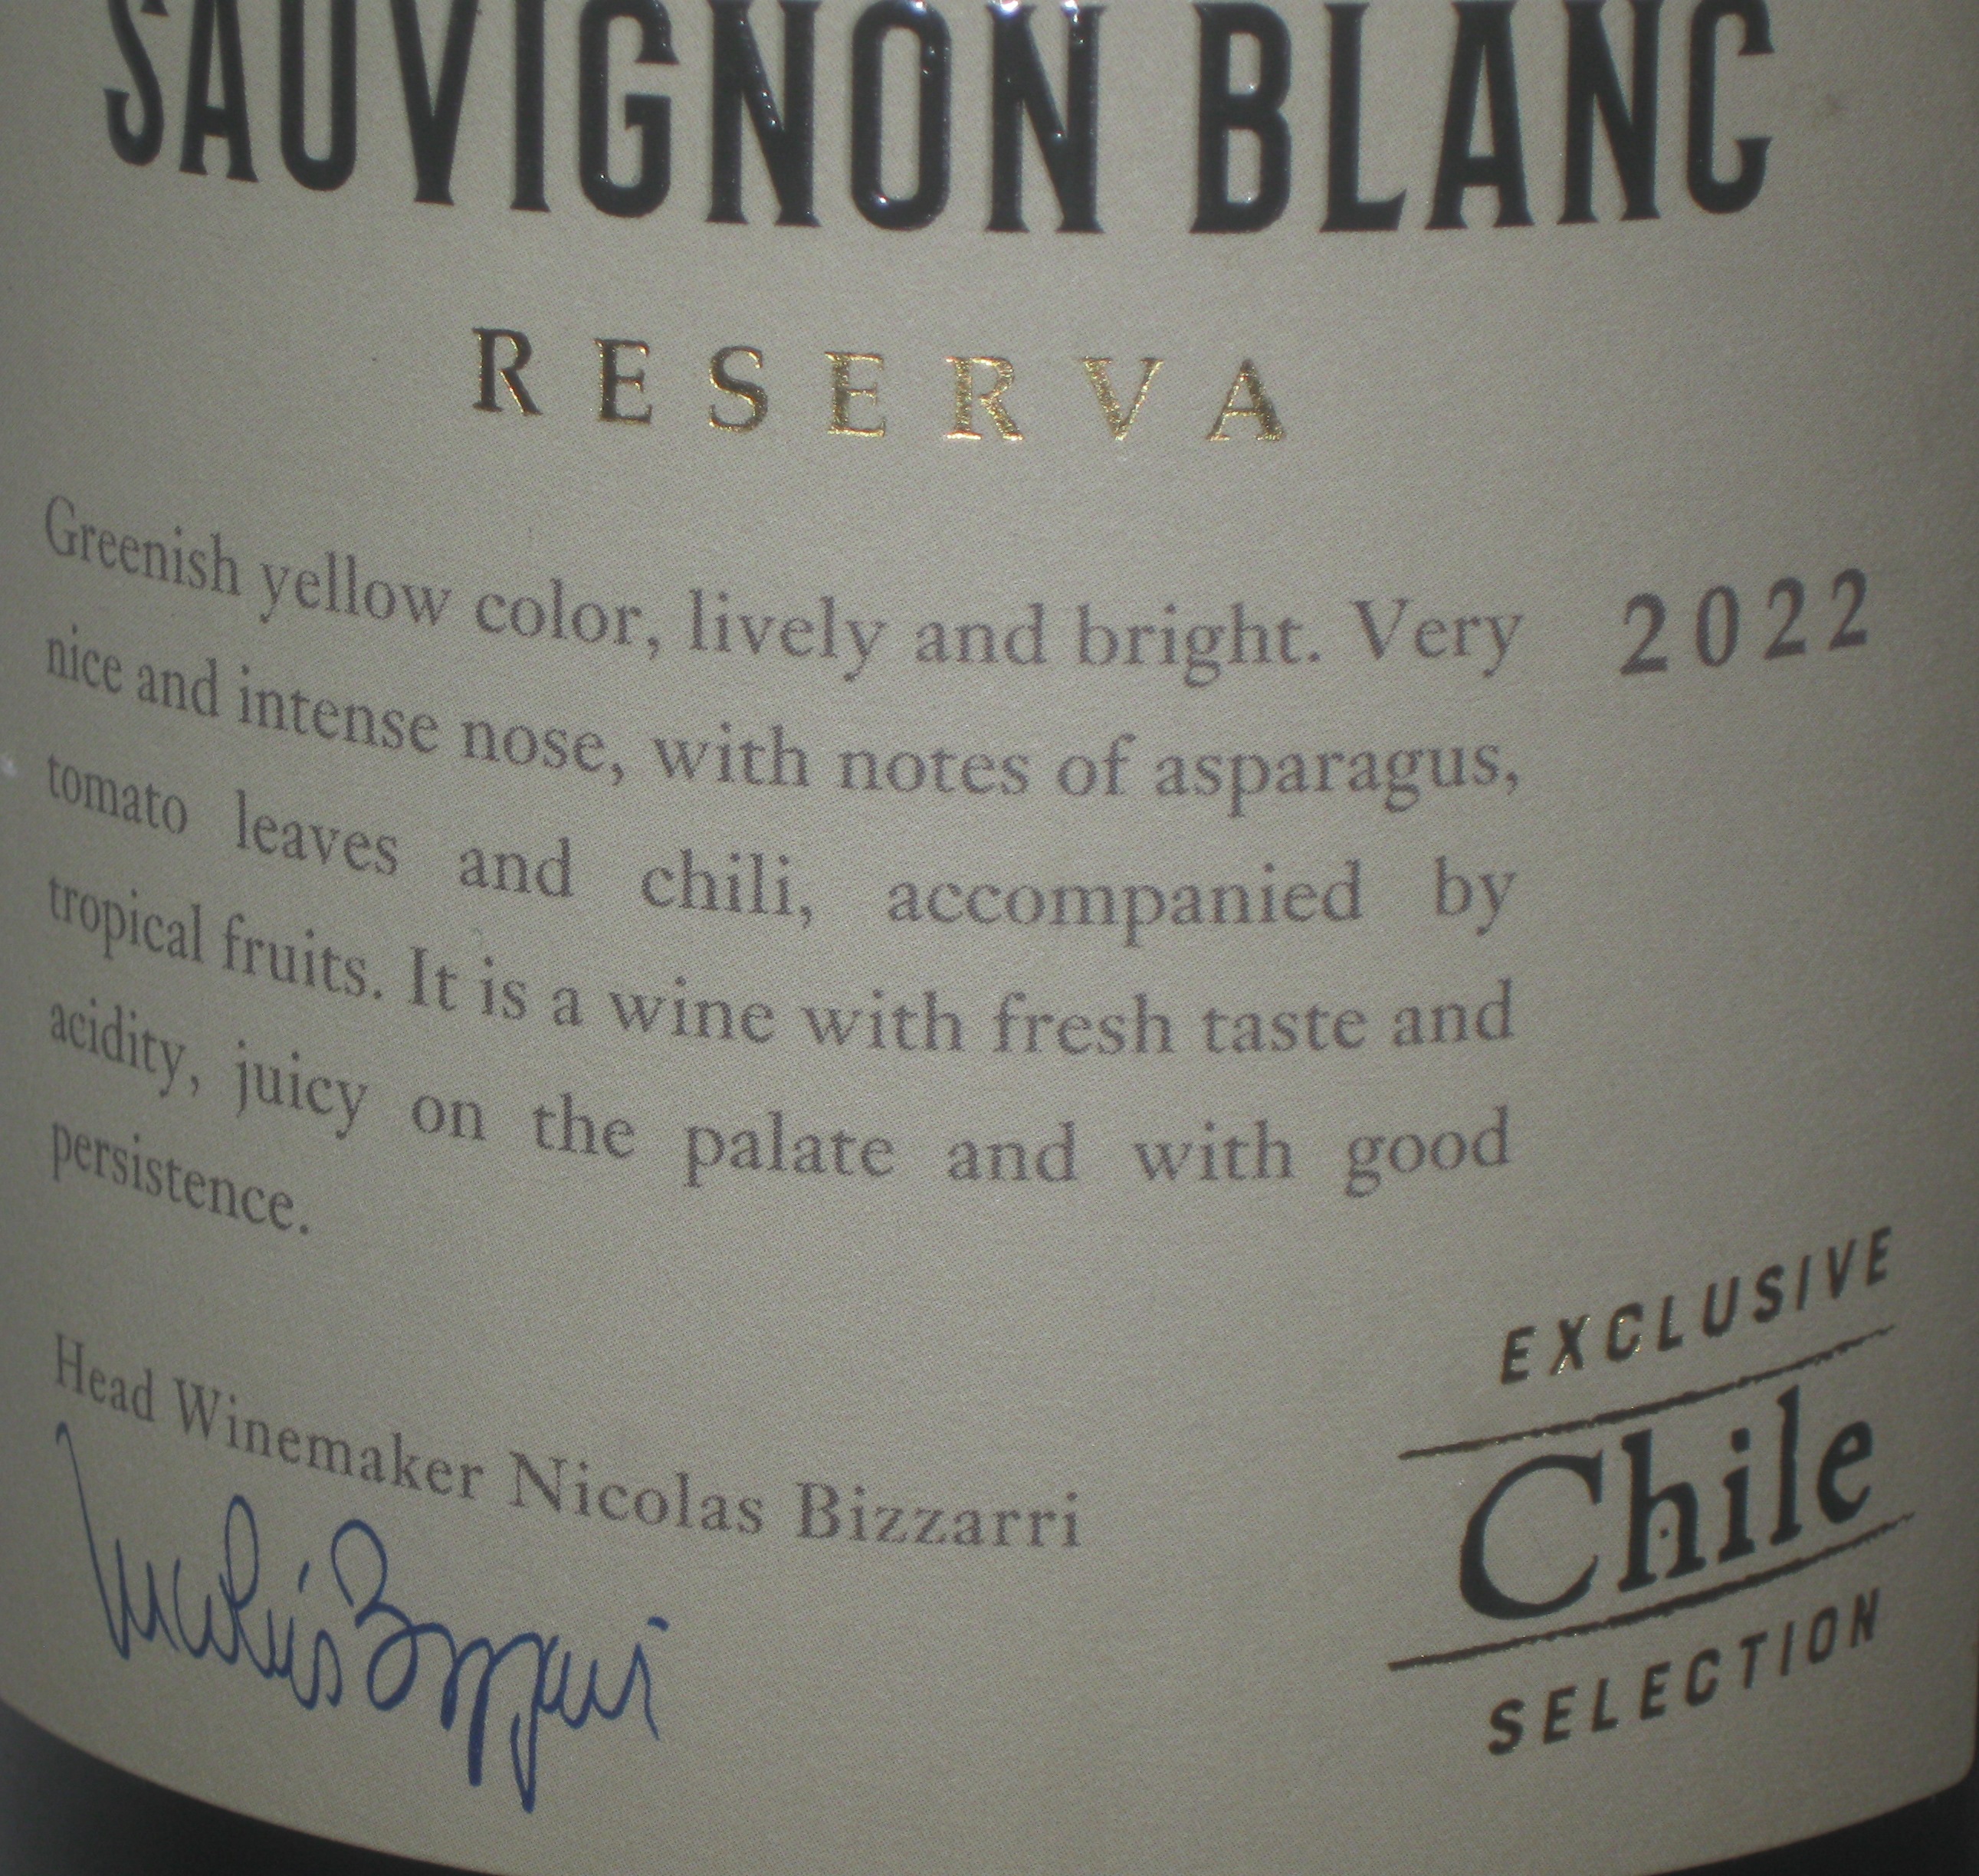 SAUVIGNON BLANC
RESERVA
Greenish yellow color, lively and bright. Very
nice and intense nose, with notes of asparagus,
tomato leaves and chili, accompanied by
tropical fruits. It is a wine with fresh taste and
acidity, juicy on the palate and with good
persistence.
2022
Head Winemaker Nicolas Bizzarri
Nicolás Bizzarri
EXCLUSIVE
Chile
SELECTION